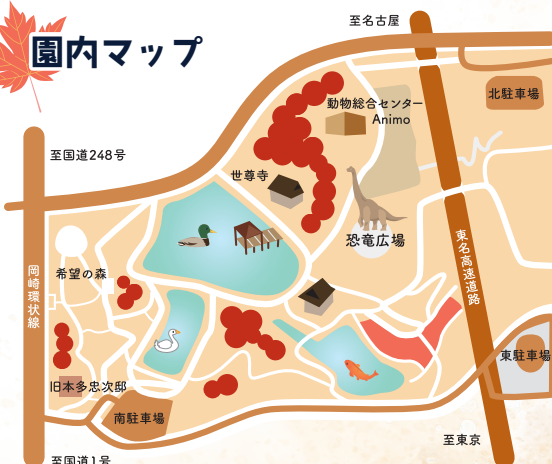 園内マップ
至名古屋
北駐車場
動物総合センター
Animo
至国道248号
世尊寺
恐竜広場
東名高速道路
希望の森
岡崎環状線
旧本多忠次邸
南駐車場
東駐車場
至東京
至国道1号